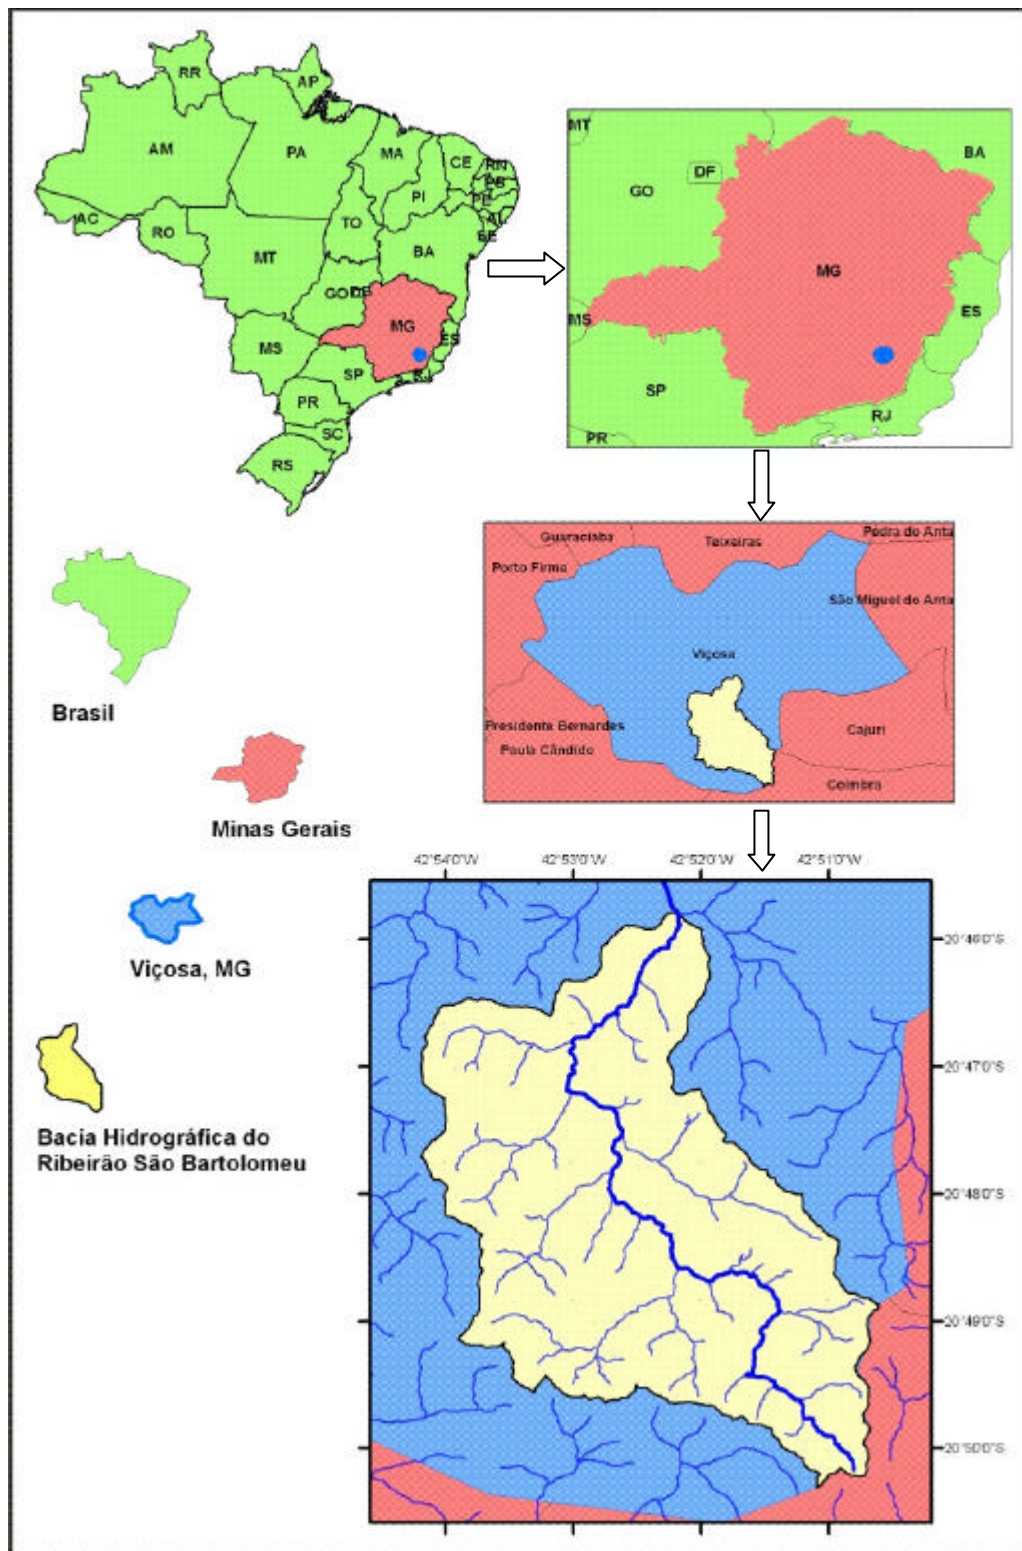 RR
AP
AM
PA
MA
CE
RN
PB
PI
PE
AC
TO
AL
SE
RO
BA
MT
GO
DF
MG
MS
ES
SP
RJ
PR
SC
RS
MT
BA
DF
GO
MG
MS
ES
SP
RJ
PR
Guaraciaba
Teixeiras
Pedra do Anta
Porto Firme
São Miguel do Anta
Viçosa
Presidente Bernardes
Cajuri
Paula Cândido
Coimbra
Brasil
Minas Gerais
Viçosa, MG
Bacia Hidrográfica do
Ribeirão São Bartolomeu
42°54'0"W 42°53'0"W 42°52'0"W 42°51'0"W
20°46'0"S
20°47'0"S
20°48'0"S
20°49'0"S
20°50'0"S